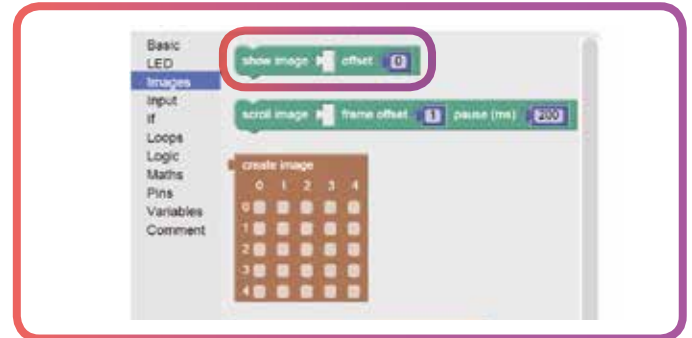 Basic
LED
Images
Input
If
Loops
Logic
Maths
Pins
Variables
Comment
show image offset 0
scroll image frame offset 1 pause (ms) 200
create image
0 1 2 3 4
0
1
2
3
4